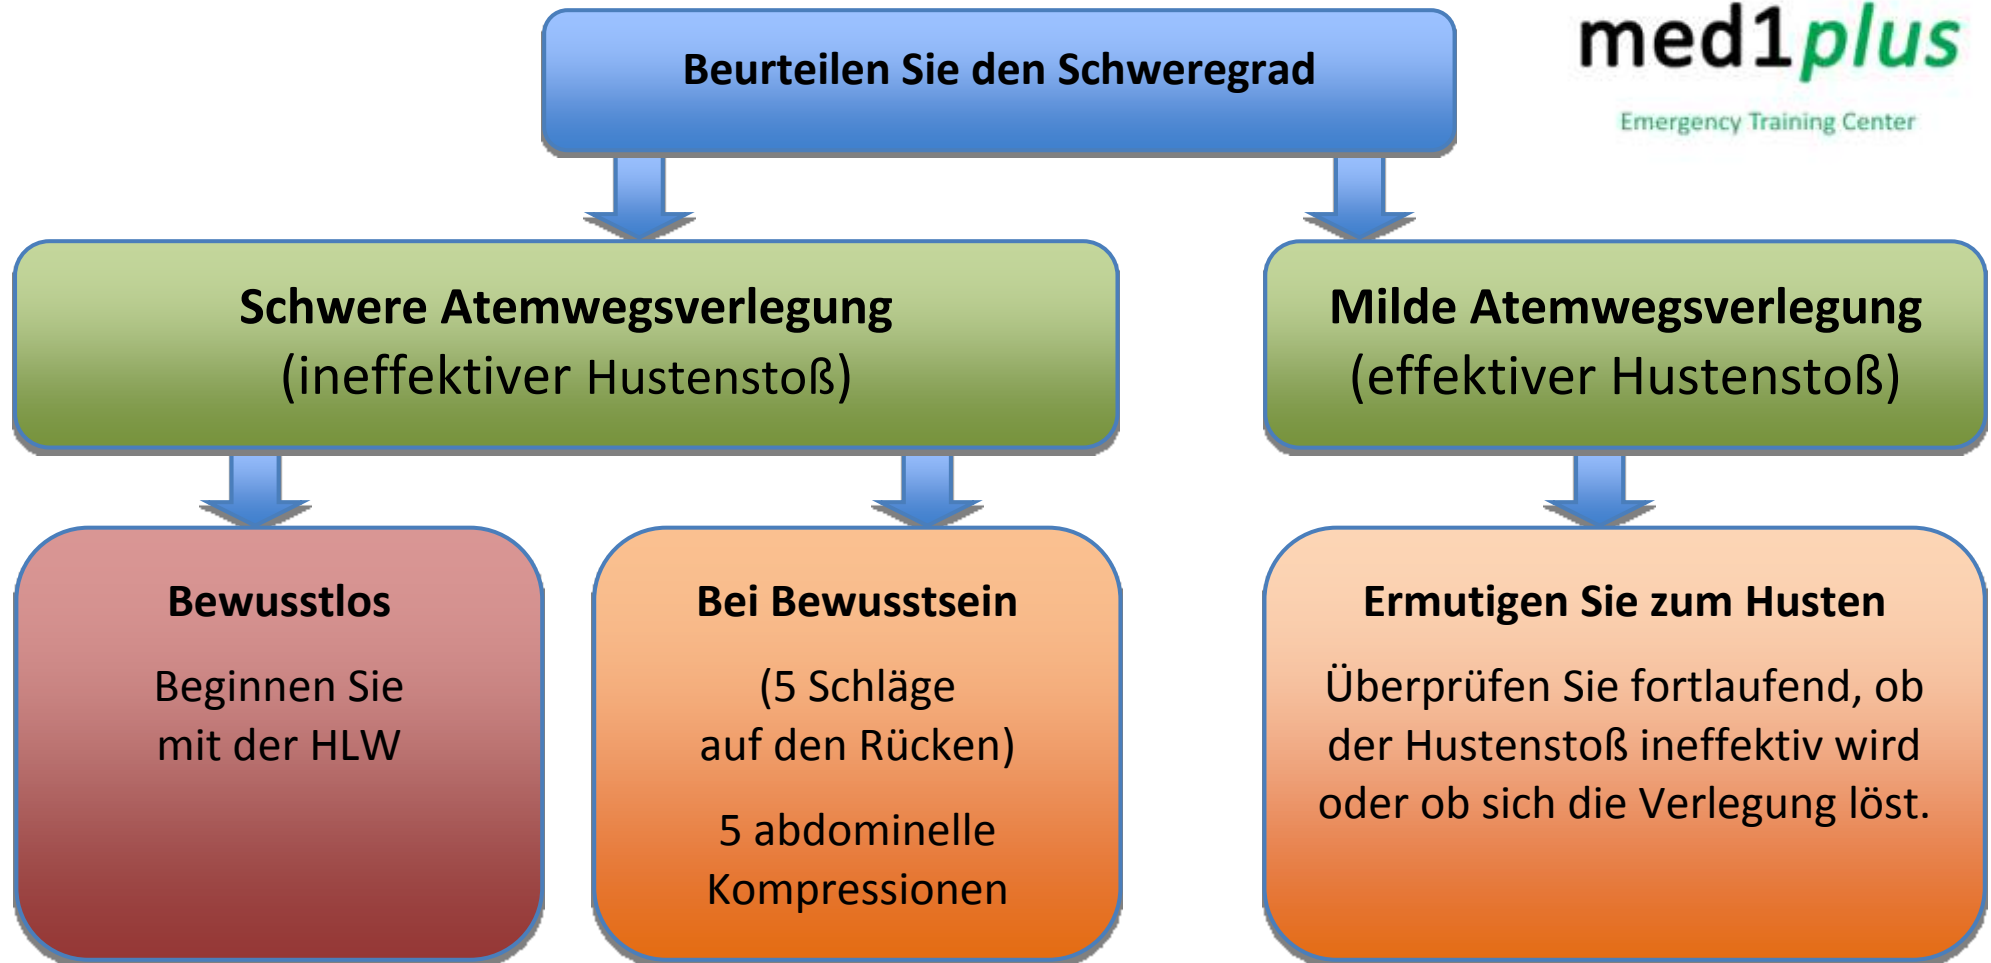 Beurteilen Sie den Schweregrad
med1plus
Emergency Training Center
Schwere Atemwegsverlegung
(ineffektiver Hustenstoß)
Milde Atemwegsverlegung
(effektiver Hustenstoß)
Bewusstlos
Beginnen Sie
mit der HLW
Bei Bewusstsein
(5 Schläge
auf den Rücken)
5 abdominelle
Kompressionen
Ermutigen Sie zum Husten
Überprüfen Sie fortlaufend, ob
der Hustenstoß ineffektiv wird
oder ob sich die Verlegung löst.